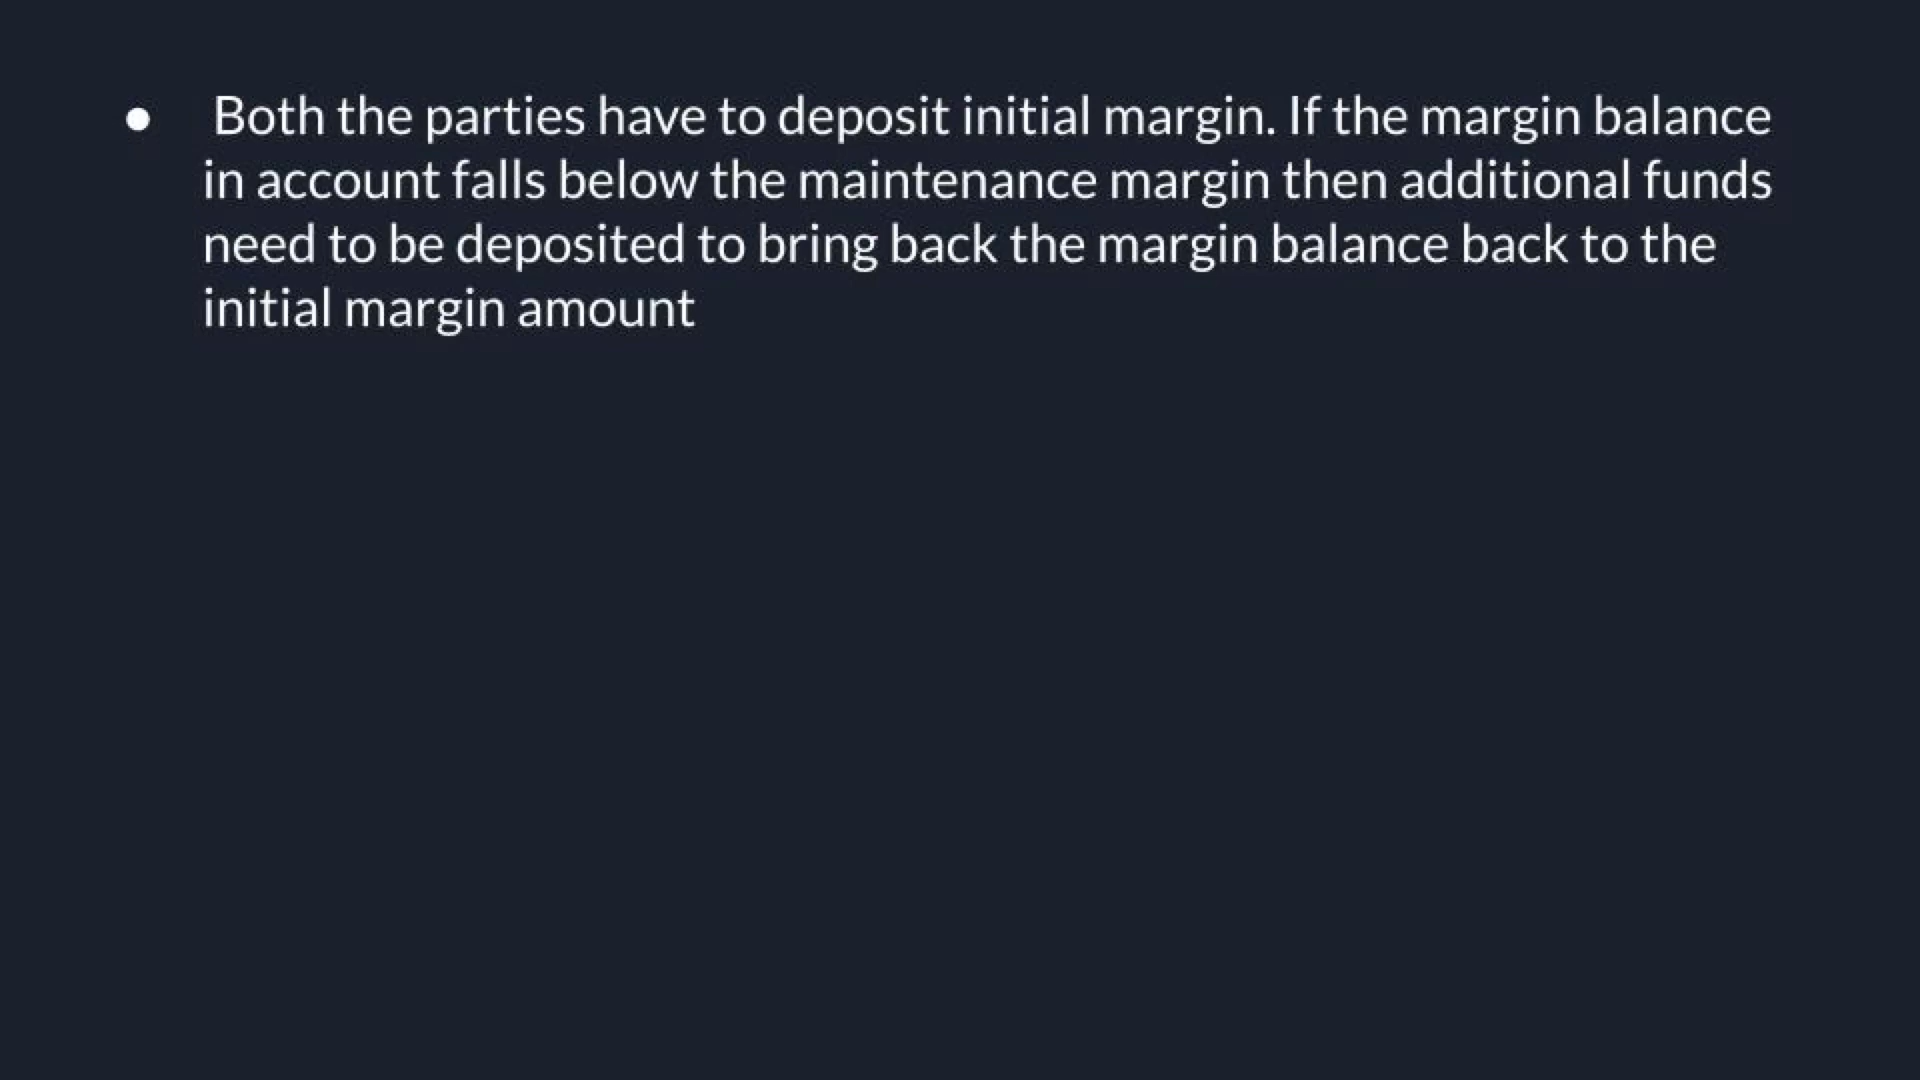 ● Both the parties have to deposit initial margin. If the margin balance
in account falls below the maintenance margin then additional funds
need to be deposited to bring back the margin balance back to the
initial margin amount